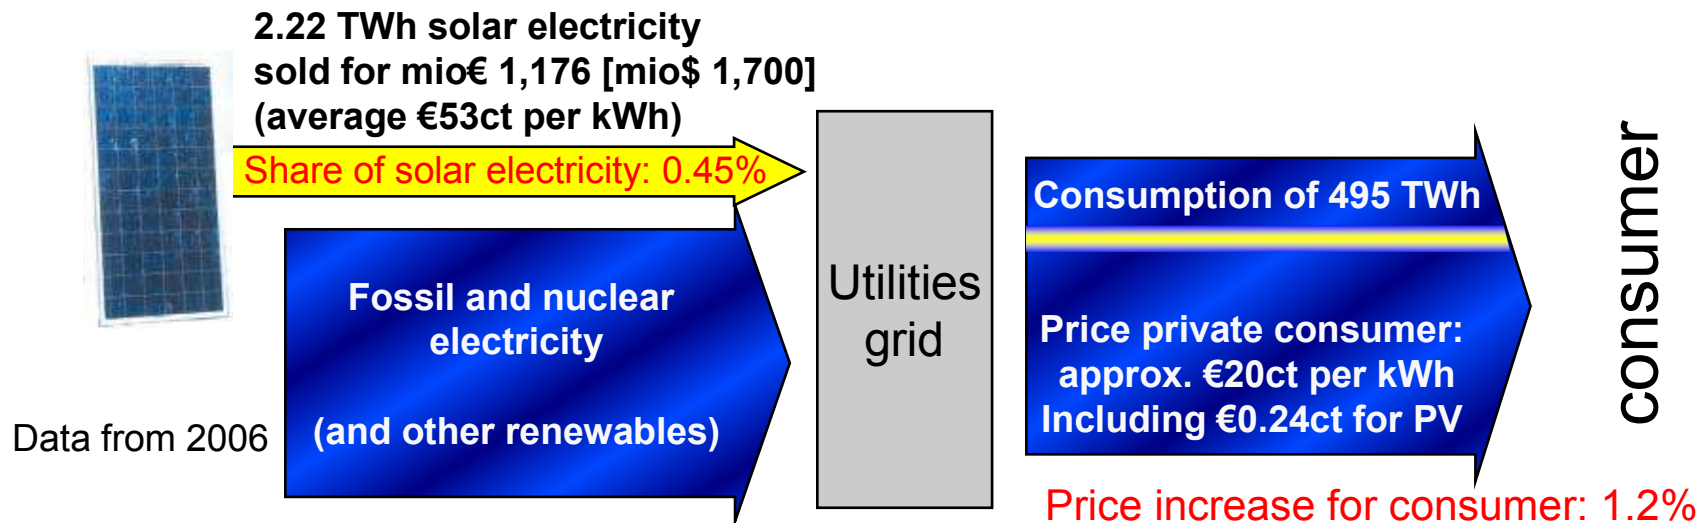 2.22 TWh solar electricity
sold for mio€ 1,176 [mio$ 1,700]
(average €53ct per kWh)
Share of solar electricity: 0.45%
Fossil and nuclear
electricity
(and other renewables)
Data from 2006
Utilities
grid
Consumption of 495 TWh
Price private consumer:
approx. €20ct per kWh
Including €0.24ct for PV
consumer
Price increase for consumer: 1.2%